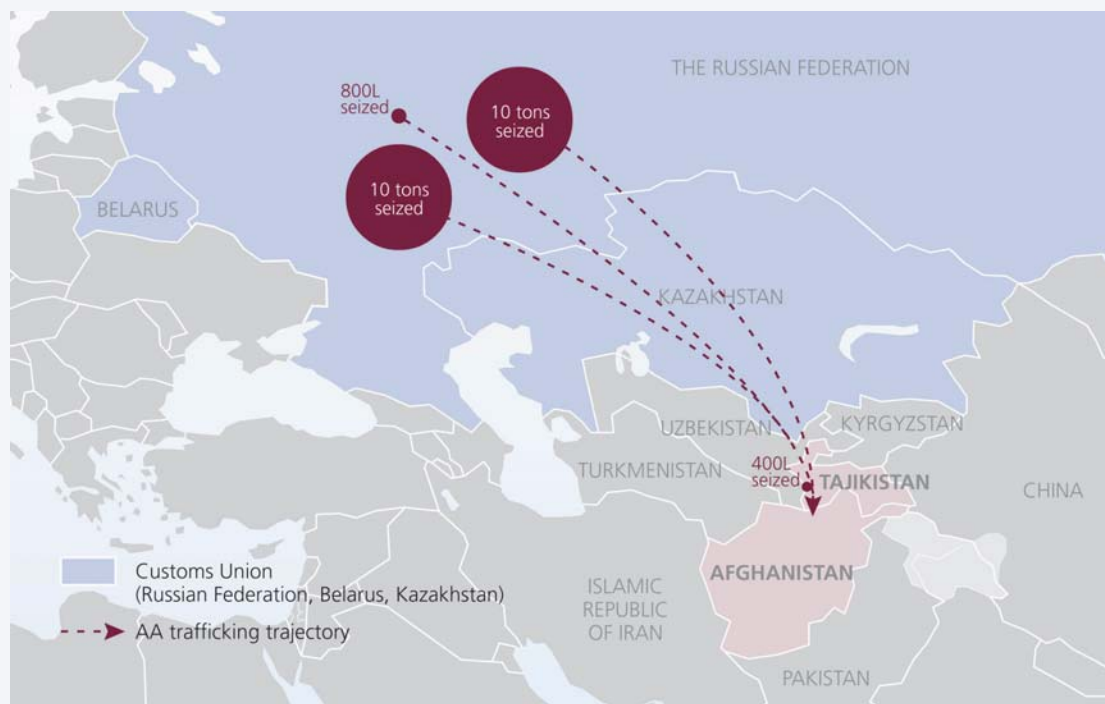 THE RUSSIAN FEDERATION
800L
seized
10 tons
seized
10 tons
seized
BELARUS
KAZAKHSTAN
UZBEKISTAN
KYRGYZSTAN
TURKMENISTAN
400L
seized
TAJIKISTAN
CHINA
AFGHANISTAN
ISLAMIC
REPUBLIC
OF IRAN
PAKISTAN
Customs Union
(Russian Federation, Belarus, Kazakhstan)
AA trafficking trajectory